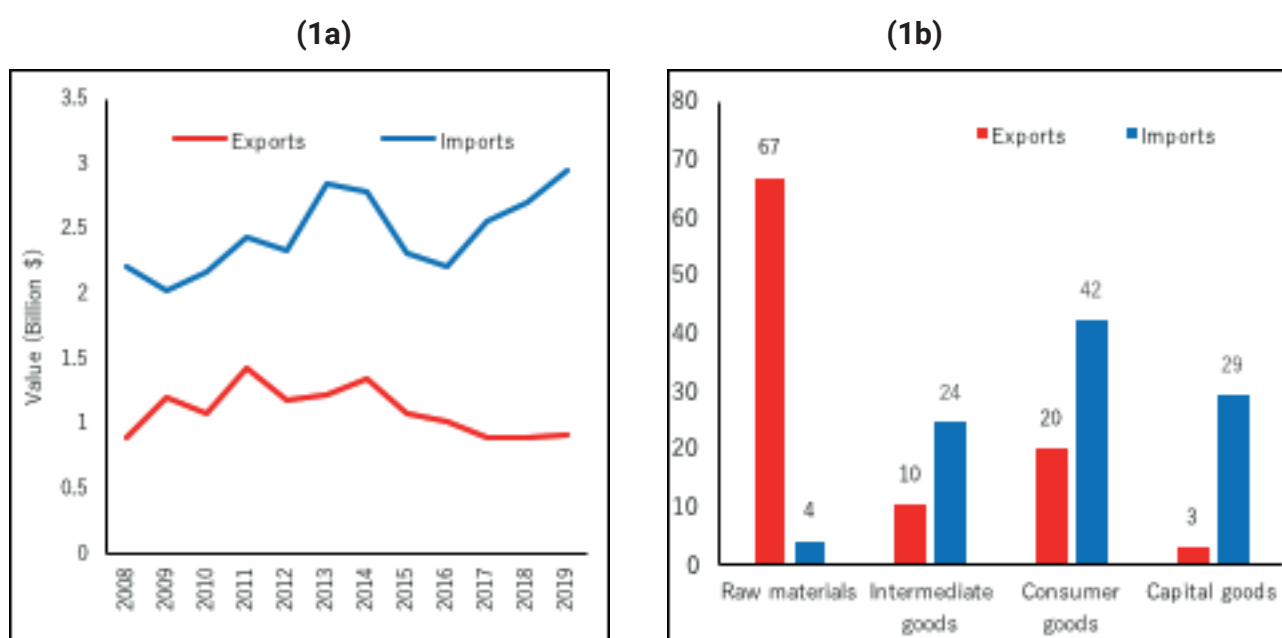 (1a)
3.5
3
2.5
2
1.5
1
0.5
0
Value (Billion $)
Exports
Imports
2008
2009
2010
2011
2012
2013
2014
2015
2016
2017
2018
2019
(1b)
80
70
60
50
40
30
20
10
0
Exports
Imports
67
4
10
24
20
42
3
29
Raw materials
Intermediate
goods
Consumer
goods
Capital goods